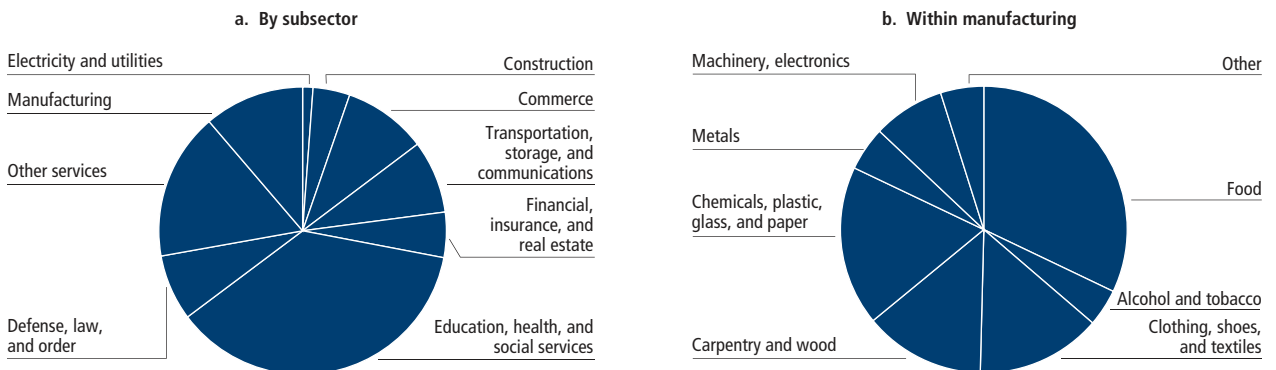 a. By subsector
Electricity and utilities
Manufacturing
Other services
Defense, law,
and order
Construction
Commerce
Transportation,
storage, and
communications
Financial,
insurance, and
real estate
Education, health, and
social services
b. Within manufacturing
Machinery, electronics
Metals
Chemicals, plastic,
glass, and paper
Carpentry and wood
Other
Food
Alcohol and tobacco
Clothing, shoes,
and textiles